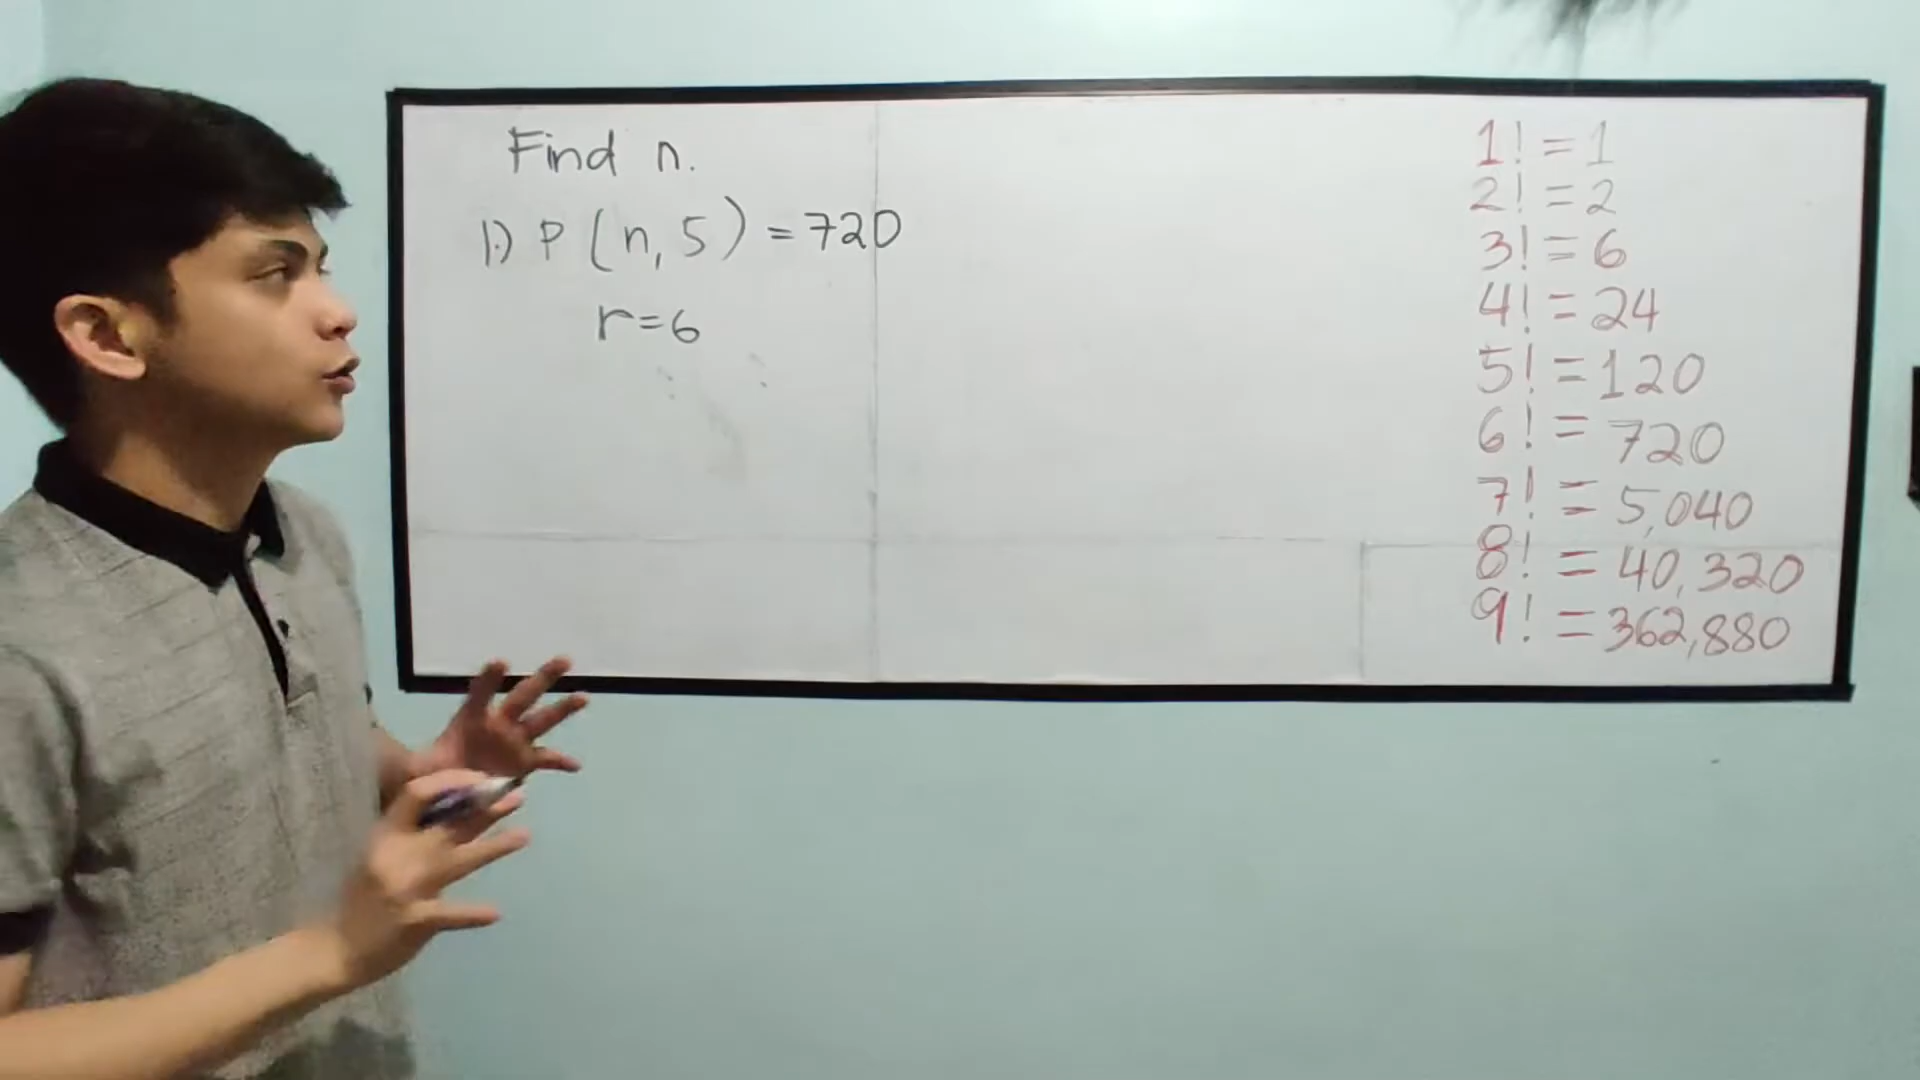 Find n.
1.) P(n, 5) = 720
r = 6
1! = 1
2! = 2
3! = 6
4! = 24
5! = 120
6! = 720
7! = 5,040
8! = 40,320
9! = 362,880